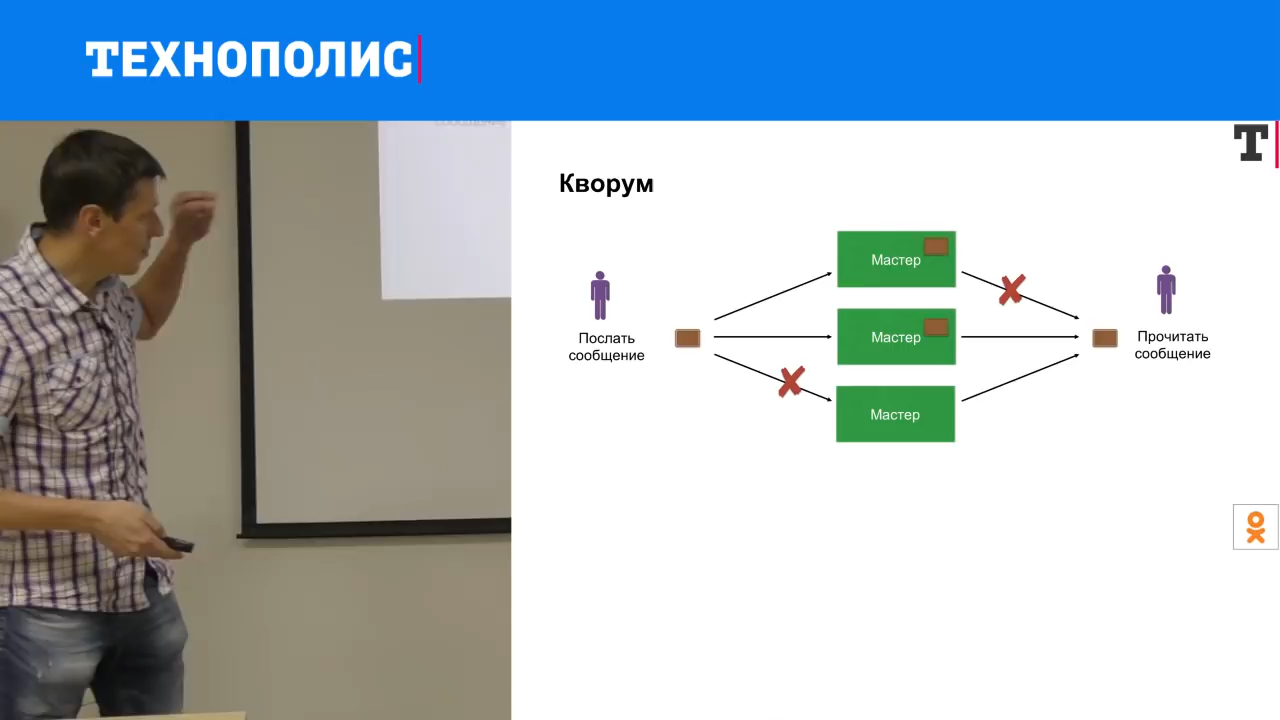 ТЕХНОПОЛИС
Т
Кворум
Мастер
Мастер
Мастер
Послать
сообщение
Прочитать
сообщение